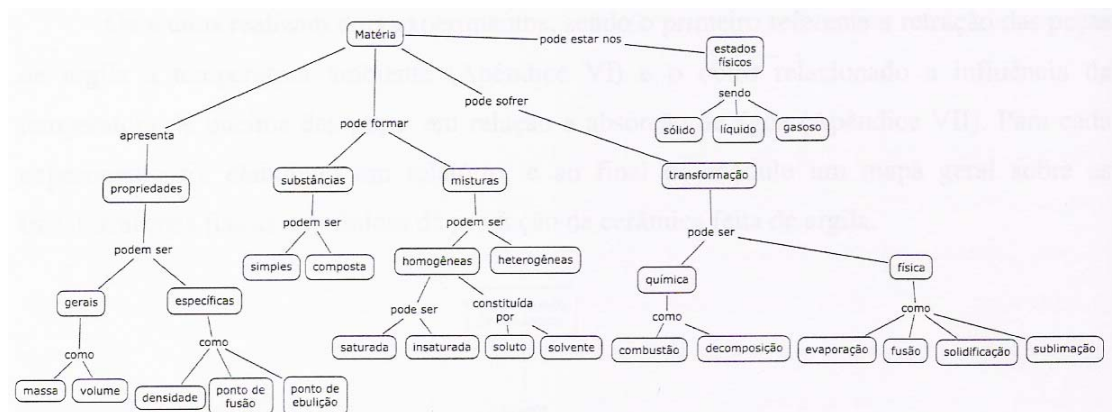 Matéria
pode estar nos
estados
físicos
sendo
sólido
líquido
gasoso
apresenta
pode formar
pode sofrer
propriedades
substâncias
misturas
transformação
podem ser
podem ser
podem ser
pode ser
gerais
específicas
simples
composta
homogêneas
heterogêneas
química
física
como
como
pode ser
constituída
por
como
como
massa
volume
densidade
ponto de
fusão
ponto de
ebulição
saturada
insaturada
soluto
solvente
combustão
decomposição
evaporação
fusão
solidificação
sublimação